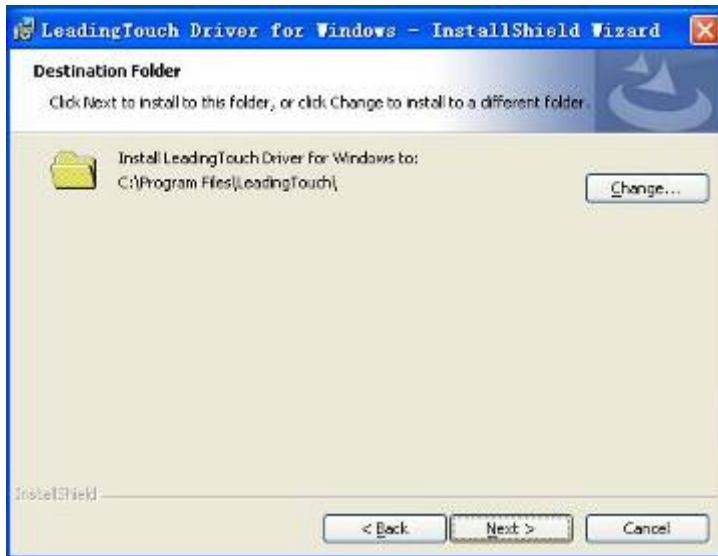 LeadingTouch Driver for Windows - InstallShield Wizard
Destination Folder
Click Next to install to this folder, or click Change to install to a different folder.
Install LeadingTouch Driver for Windows to:
C:\Program Files\LeadingTouch\
Change...
InstallShield
< Back
Next >
Cancel